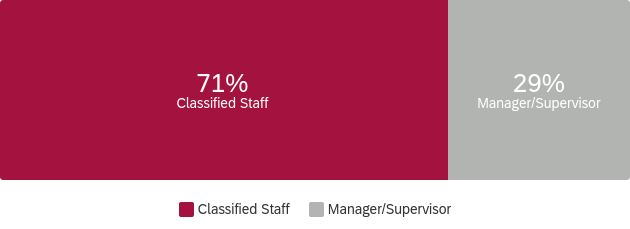 71%
Classified Staff
29%
Manager/Supervisor
Classified Staff
Manager/Supervisor